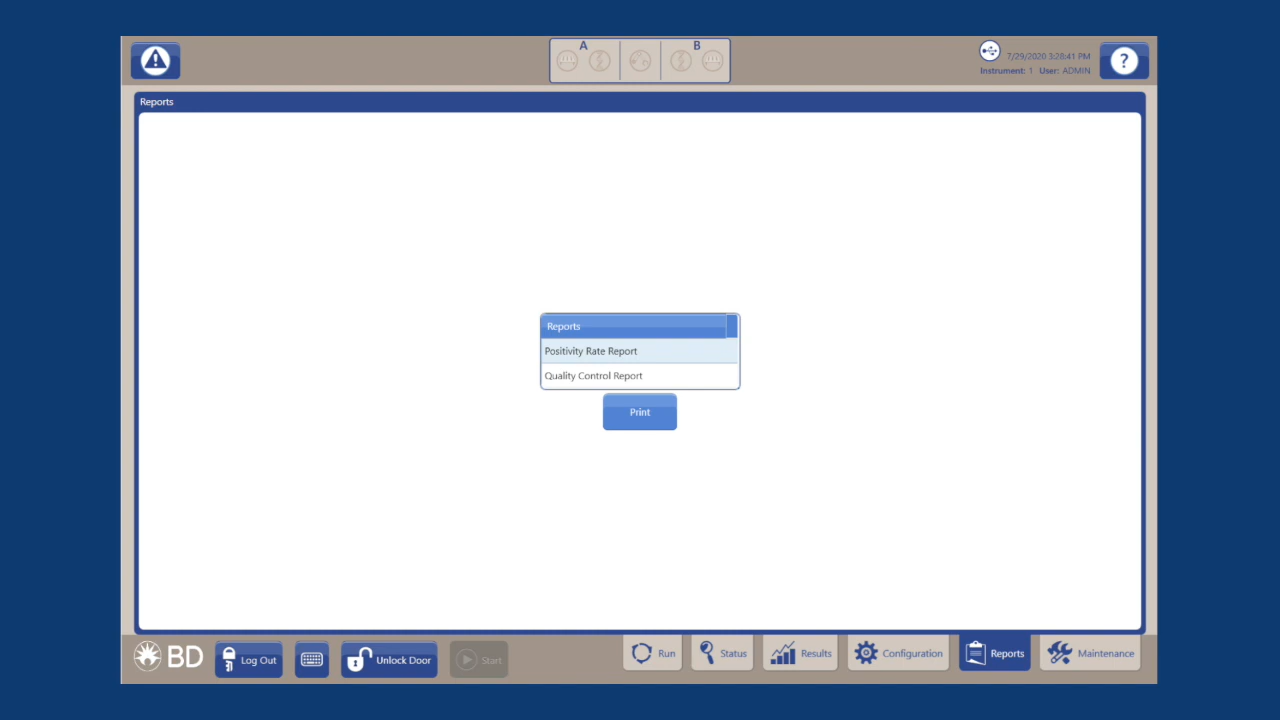 A
B
7/29/2020 3:28:41 PM
Instrument: 1 User: ADMIN
?
Reports
Reports
Positivity Rate Report
Quality Control Report
Print
BD
Log Out
Unlock Door
Start
Run
Status
Results
Configuration
Reports
Maintenance